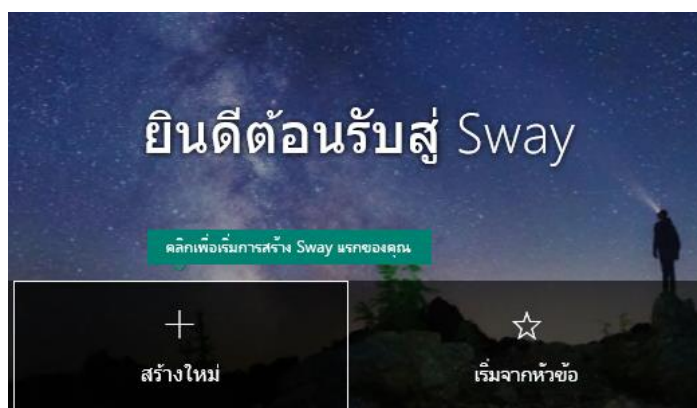 ยินดีต้อนรับสู่ Sway
คลิกเพื่อเริ่มการสร้าง Sway แรกของคุณ
สร้างใหม่
เริ่มจากหัวข้อ